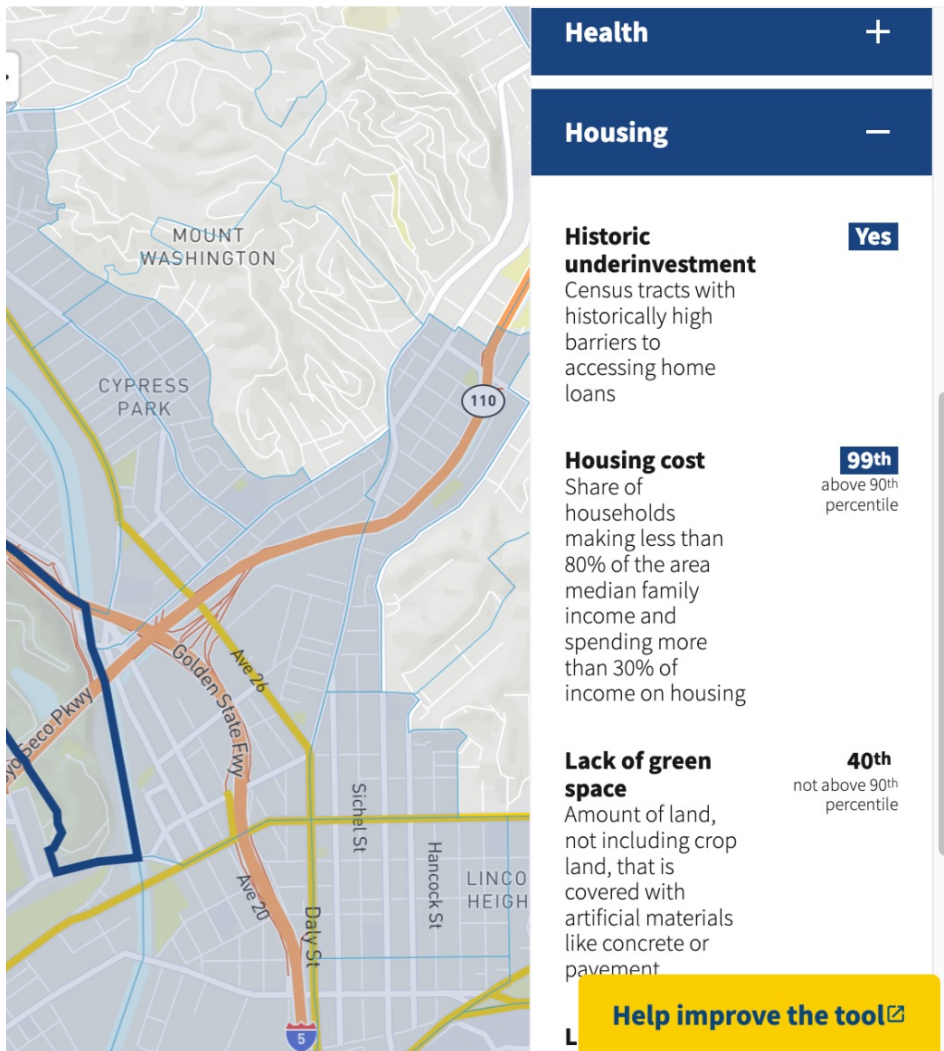 MOUNT
WASHINGTON
CYPRESS
PARK
110
Ave 26
Golden State Fwy
Seco Pkwy
Sichel St
Hancock St
LINCO
HEIGH
Ave 20
Daly St
5
Health
Housing
Historic
underinvestment
Yes
Census tracts with
historically high
barriers to
accessing home
loans
Housing cost
99th
above 90th
percentile
Share of
households
making less than
80% of the area
median family
income and
spending more
than 30% of
income on housing
Lack of green
space
40th
not above 90th
percentile
Amount of land,
not including crop
land, that is
covered with
artificial materials
like concrete or
pavement
L
Help improve the tool